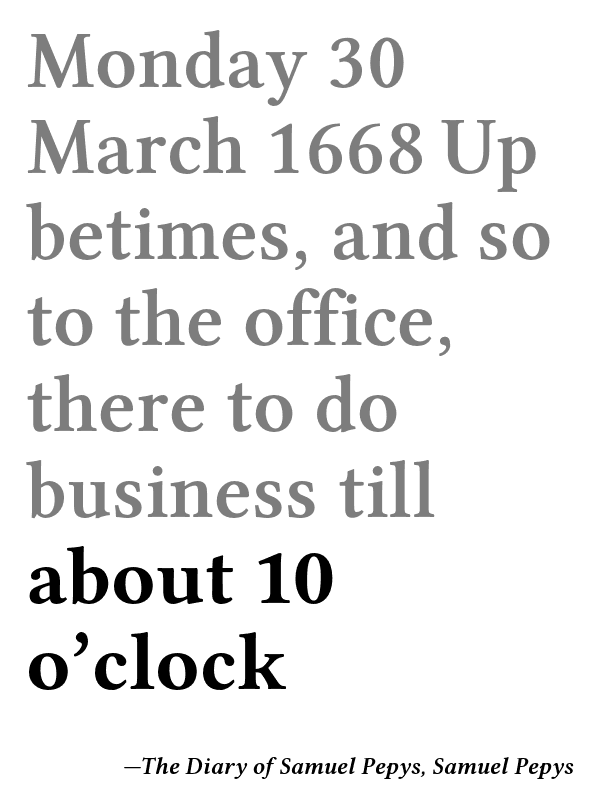 Monday 30
March 1668 Up
betimes, and so
to the office,
there to do
business till
about 10
o’clock
—The Diary of Samuel Pepys, Samuel Pepys